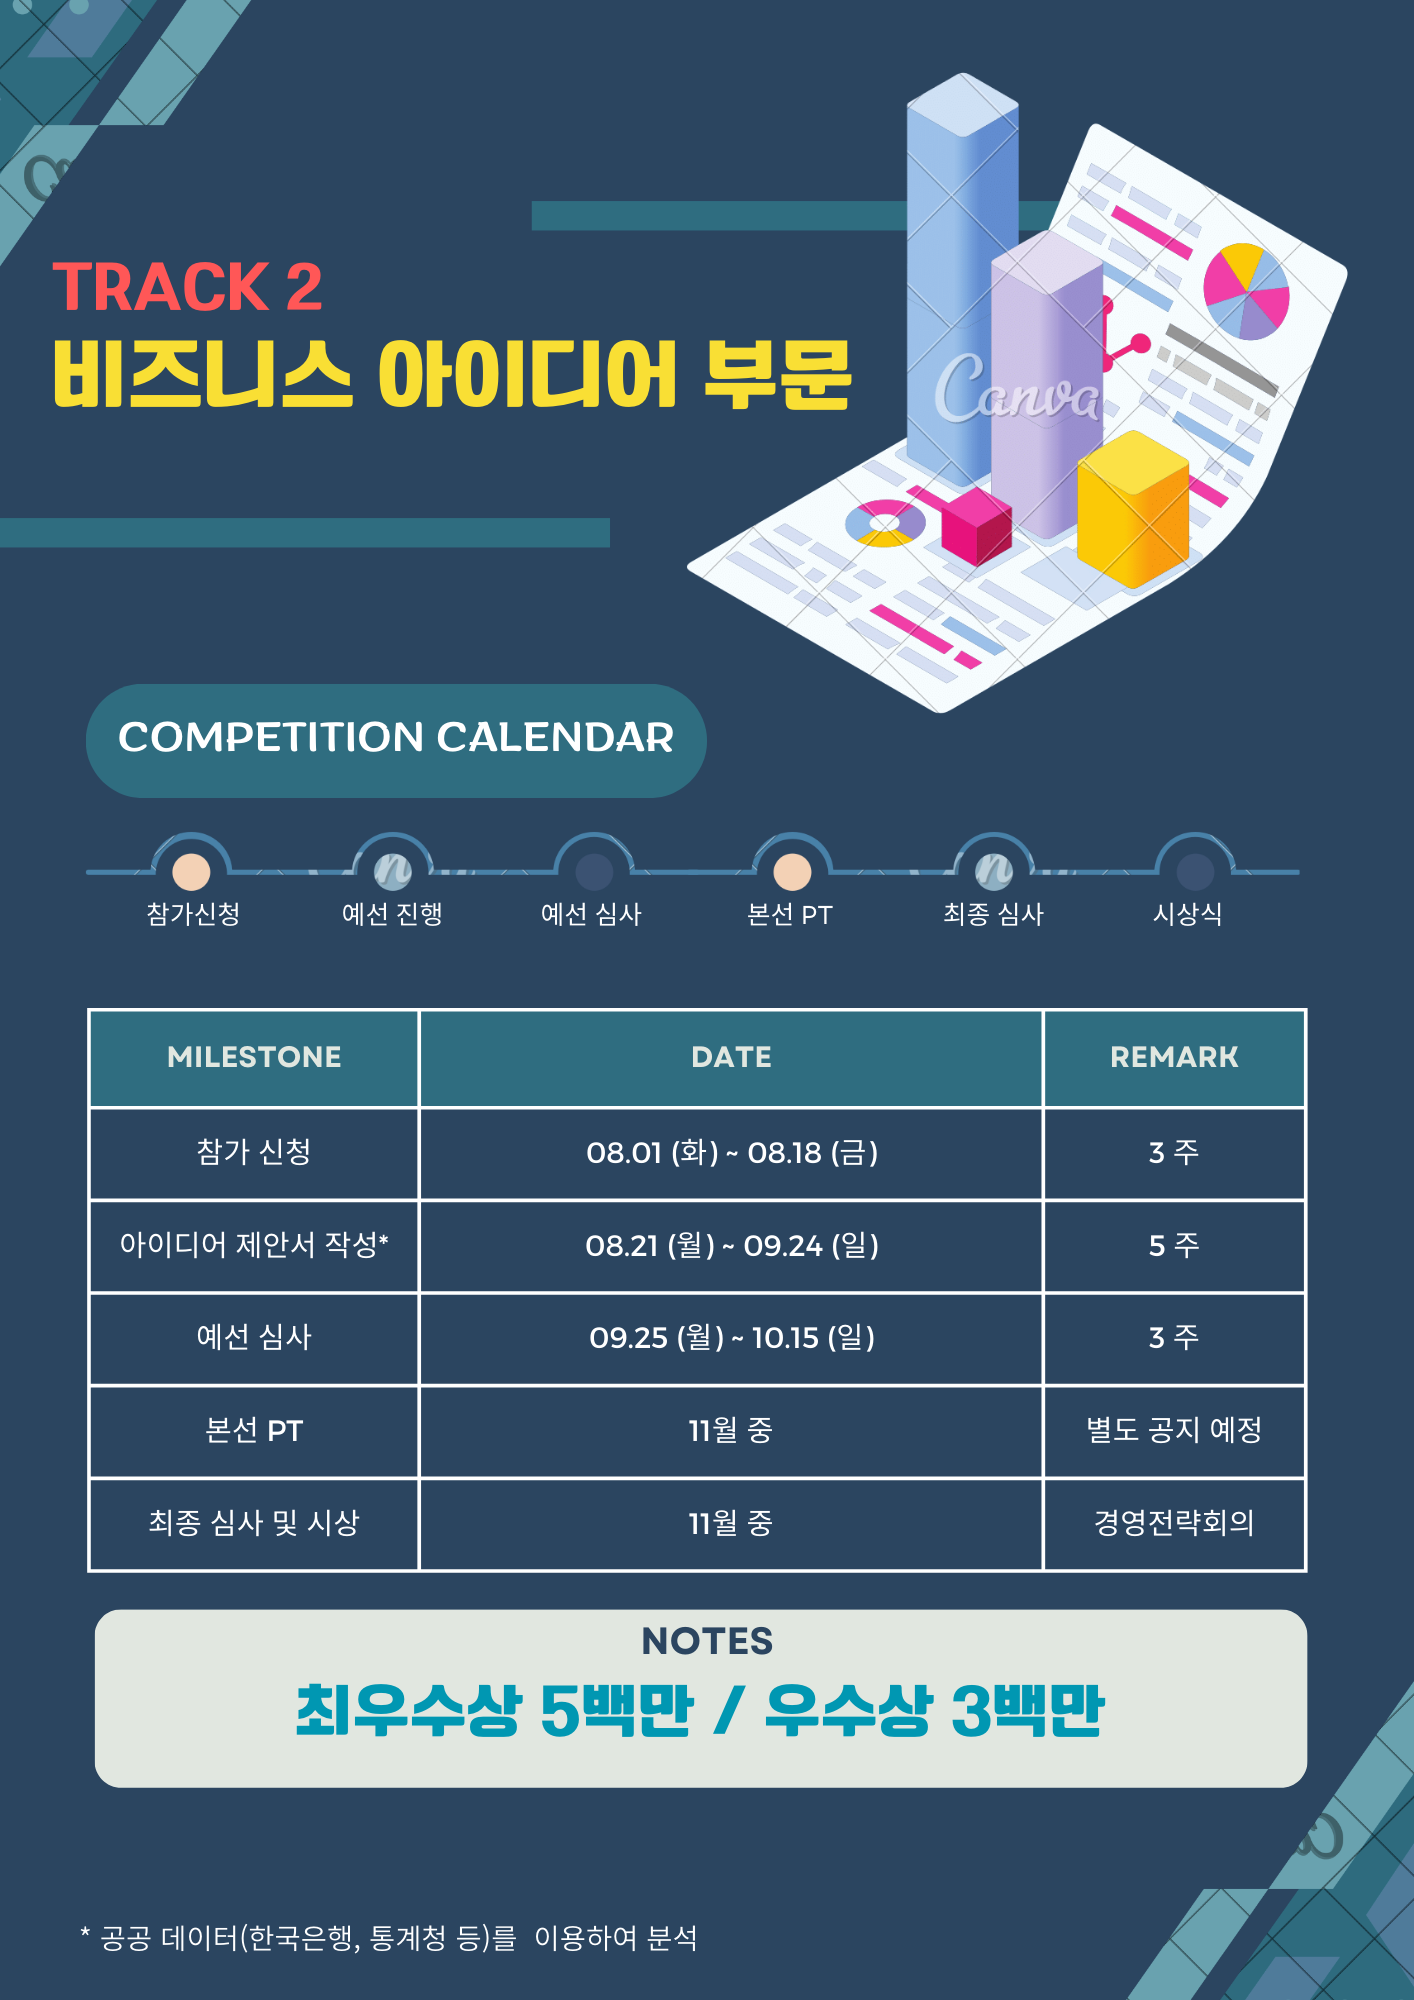 TRACK 2
비즈니스 아이디어 부문
Canva
COMPETITION CALENDAR
참가신청 예선 진행 예선 심사 본선 PT 최종 심사 시상식
MILESTONE DATE REMARK
참가 신청 08.01 (화) ~ 08.18 (금) 3 주
아이디어 제안서 작성* 08.21 (월) ~ 09.24 (일) 5 주
예선 심사 09.25 (월) ~ 10.15 (일) 3 주
본선 PT 11월 중 별도 공지 예정
최종 심사 및 시상 11월 중 경영전략회의
NOTES
최우수상 5백만 / 우수상 3백만
* 공공 데이터(한국은행, 통계청 등)를 이용하여 분석